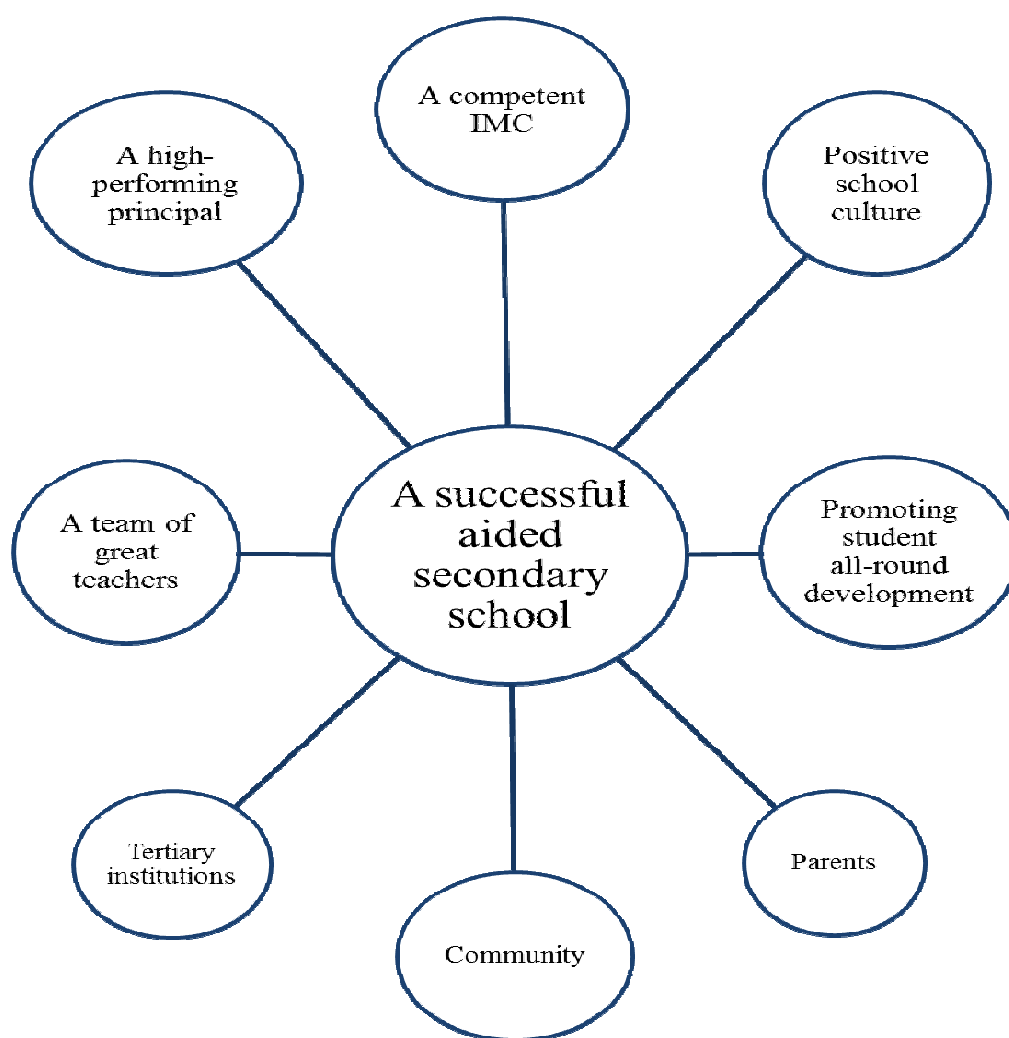 A competent
IMC
A high-
performing
principal
Positive
school
culture
A successful
aided
secondary
school
A team of
great
teachers
Promoting
student
all-round
development
Tertiary
institutions
Parents
Community